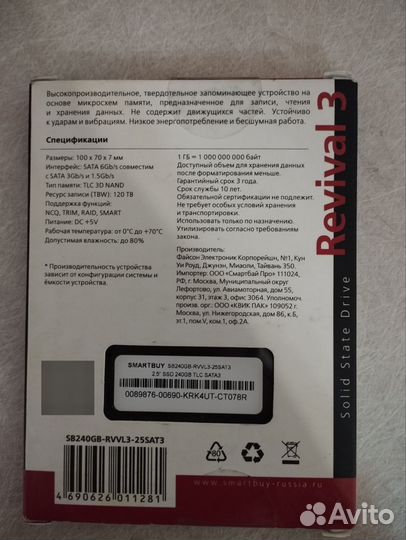 Высокопроизводительное, твердотельное запоминающее устройство на
основе микросхем памяти, предназначенное для записи, чтения
и хранения данных. Не содержит движущихся частей. Устойчиво
к ударам и вибрациям. Низкое энергопотребление и бесшумная работа.
Спецификации
Размеры: 100 x 70 x 7 мм
Интерфейс: SATA 6Gb/s совместим
с SATA 3Gb/s и 1.5Gb/s
Тип памяти: TLC 3D NAND
Ресурс записи (TBW): 120 TB
Поддержка функций:
NCQ, TRIM, RAID, SMART
Питание: DC +5V
Рабочая температура: от 0°C до +70°C
Допустимая влажность: до 80%
* Производительность устройства
зависит от конфигурации системы и
ёмкости устройства.
1 ГБ = 1 000 000 000 байт
Доступный объем для хранения данных
после форматирования меньше.
Гарантийный срок 3 года.
Срок службы 10 лет.
Обязательной сертификации не подлежит.
Не требует особых условий хранения
и транспортировки.
Использовать только по назначению.
Утилизировать согласно требованиям
закона.
Производитель:
Файсон Электроник Корпорейшн, №1, Кун
Уи Роуд, Джунэн, Миаоли, Тайвань 350.
Импортер: ООО «Смартбай Про» 111024,
РФ, г. Москва, Муниципальный округ
Лефортово, ул. Авиамоторная, дом 55,
корпус 31, этаж 3, офис 3064. Уполномоч.
произв. орг.: ООО «КВИК ПАК» 109052 г.
Москва, ул. Нижегородская, дом 86, к.Б,
эт.1, пом.V, ком.1, оф.2А.
Revival 3
Solid State Drive
SMARTBUY SB240GB-RVVL3-25SAT3
2.5" SSD 240GB TLC SATA3
0089876-00690-KRK4UT-CT078R
SB240GB-RVVL3-25SAT3
4 690626 011281
80
www.smartbuy-russia.ru
Avito